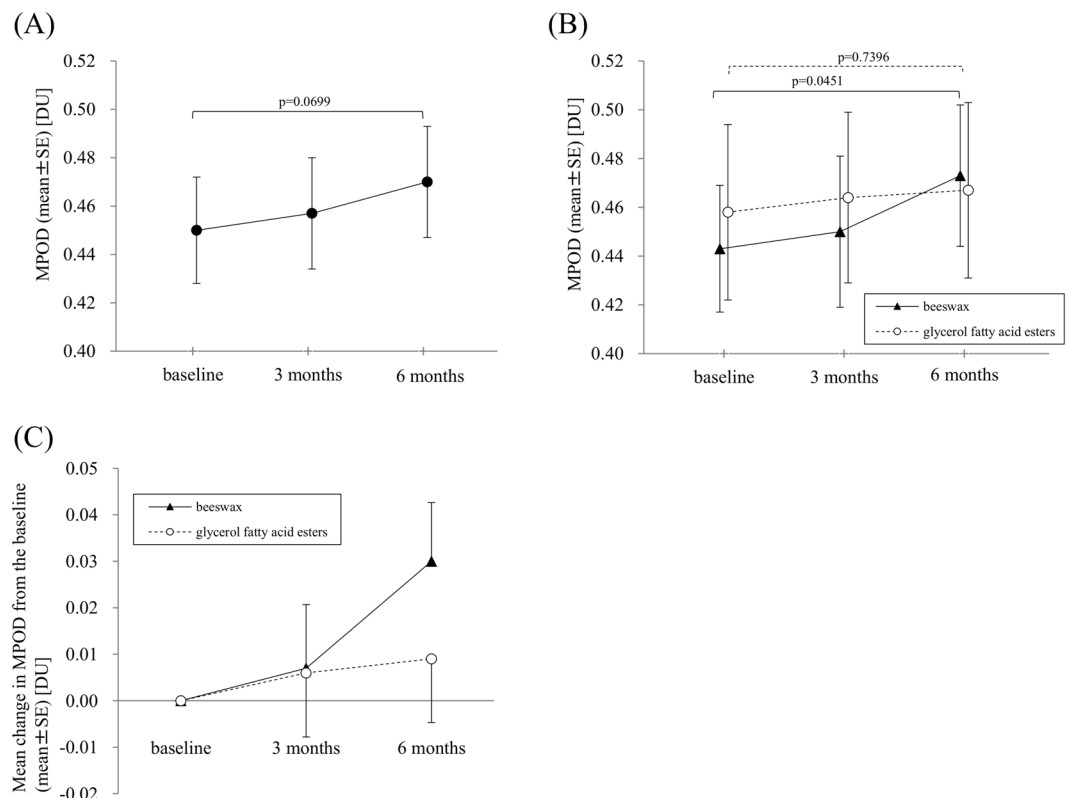 (A)
MPOD (mean±SE) [DU]
0.52
0.50
0.48
0.46
0.44
0.42
0.40
p=0.0699
baseline
3 months
6 months
(B)
MPOD (mean±SE) [DU]
0.52
0.50
0.48
0.46
0.44
0.42
0.40
p=0.7396
p=0.0451
beeswax
glycerol fatty acid esters
baseline
3 months
6 months
(C)
Mean change in MPOD from the baseline
(mean±SE) [DU]
0.05
0.04
0.03
0.02
0.01
0.00
-0.01
-0.02
beeswax
glycerol fatty acid esters
baseline
3 months
6 months